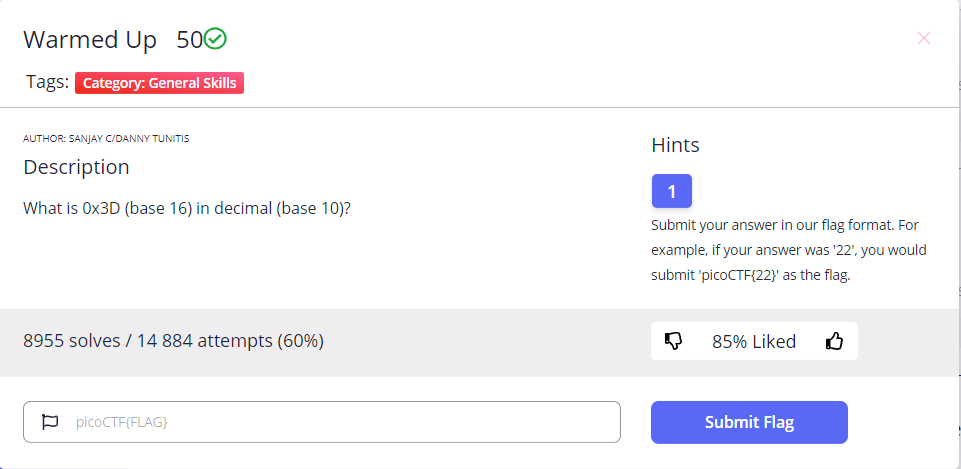 Warmed Up 50
Tags: Category: General Skills
AUTHOR: SANJAY C/DANNY TUNITIS
Description
What is 0x3D (base 16) in decimal (base 10)?
Hints
1
Submit your answer in our flag format. For
example, if your answer was '22', you would
submit 'picoCTF{22}' as the flag.
8955 solves / 14 884 attempts (60%)
85% Liked
picoCTF{FLAG}
Submit Flag